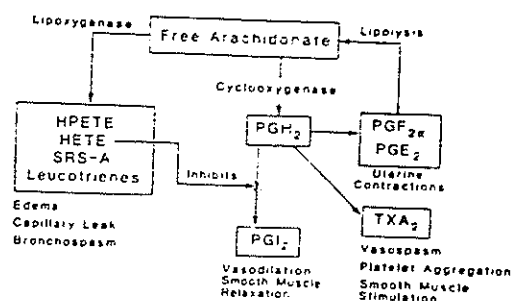 Lipoxygenase
Lipolysis
Free Arachidonate
Cyclooxygenase
HPETE
HETE
SRS-A
Leucotrienes
PGH2
PGF2α
PGE2
Uterine
Contractions
Inhibits
Edema
Capillary Leak
Bronchospasm
PGI2
TXA2
Vasodilation
Smooth Muscle
Relaxation
Vasospasm
Platelet Aggregation
Smooth Muscle
Stimulation